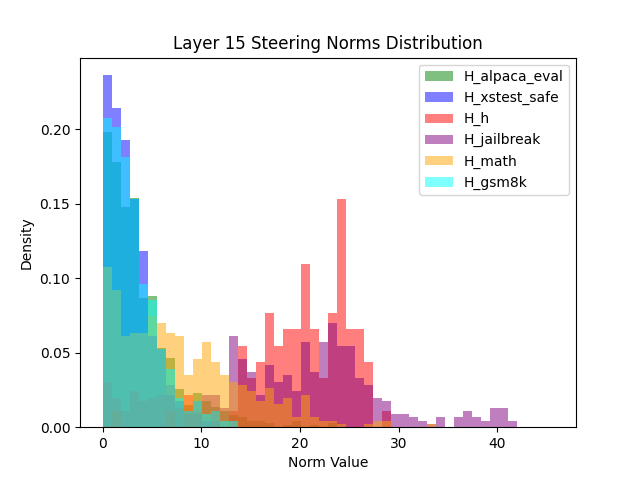 Layer 15 Steering Norms Distribution
H_alpaca_eval
H_xstest_safe
H_h
H_jailbreak
H_math
H_gsm8k
0.20
0.15
0.10
0.05
0.00
Density
0
10
20
30
40
Norm Value